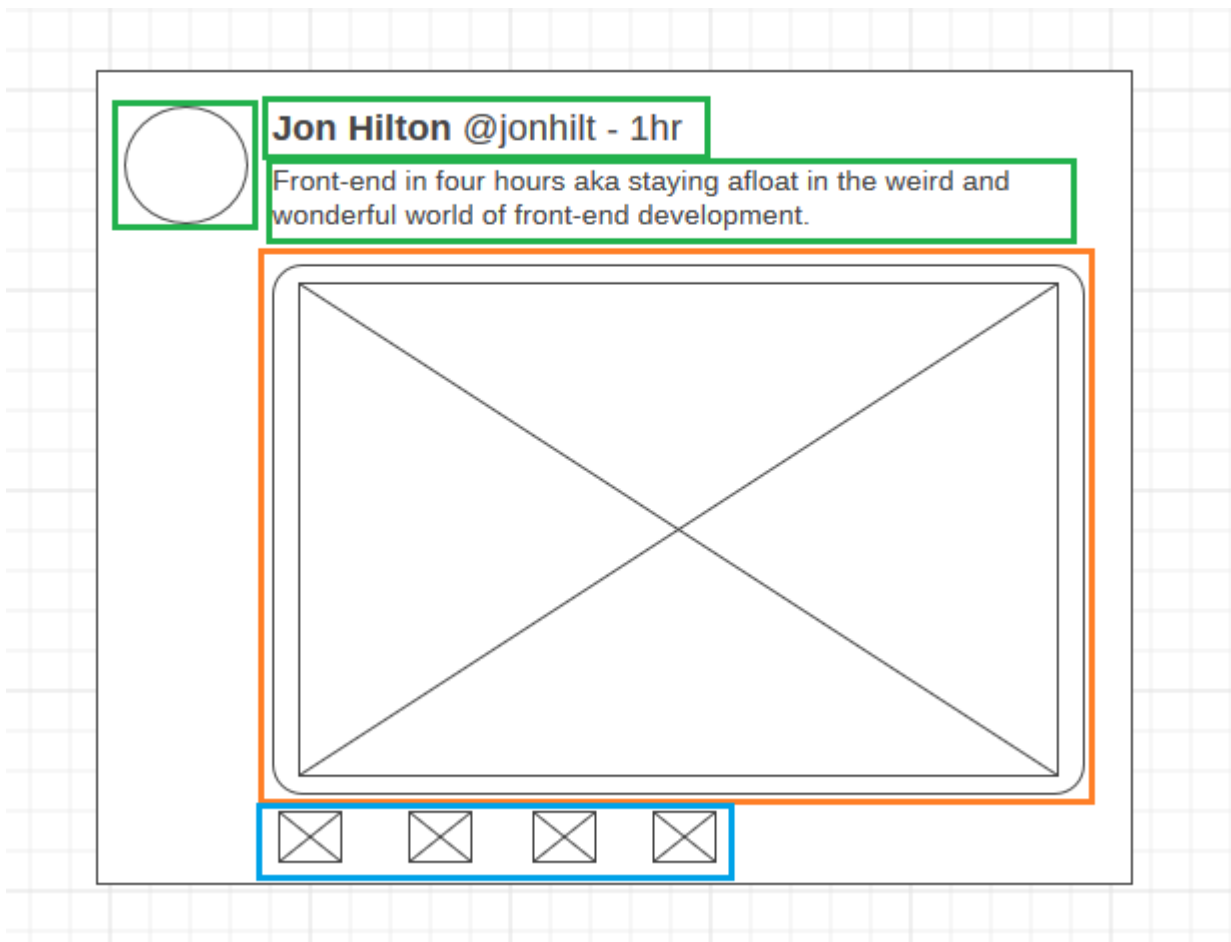 Jon Hilton @jonhilt - 1hr
Front-end in four hours aka staying afloat in the weird and
wonderful world of front-end development.